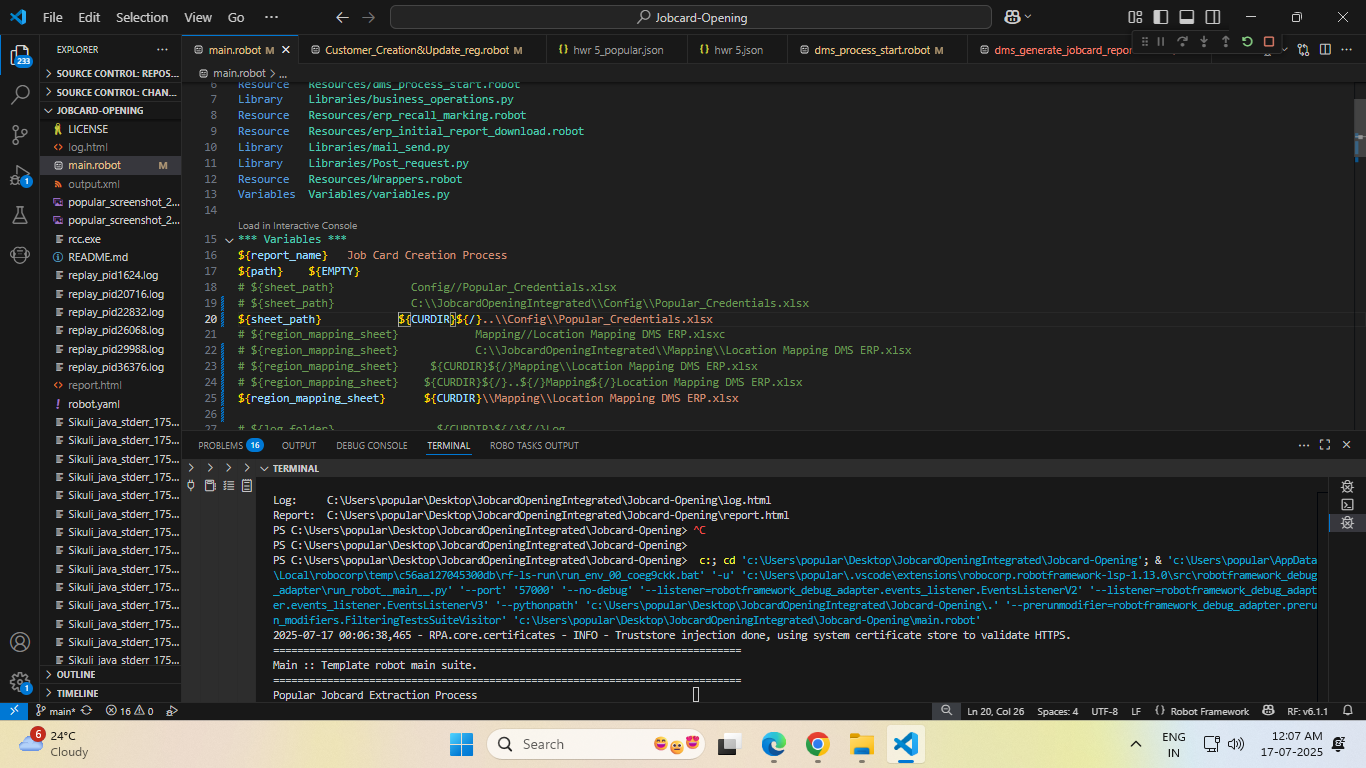 File Edit Selection View Go ···
Jobcard-Opening
EXPLORER
SOURCE CONTROL: REPOS...
SOURCE CONTROL: CHAN...
JOBCARD-OPENING
LICENSE
log.html
main.robot M
output.xml
popular_screenshot_2...
popular_screenshot_2...
rcc.exe
README.md
replay_pid1624.log
replay_pid20716.log
replay_pid22832.log
replay_pid26068.log
replay_pid29988.log
replay_pid36376.log
report.html
robot.yaml
Sikuli_java_stderr_175...
Sikuli_java_stderr_175...
Sikuli_java_stderr_175...
Sikuli_java_stderr_175...
Sikuli_java_stderr_175...
Sikuli_java_stderr_175...
Sikuli_java_stderr_175...
Sikuli_java_stderr_175...
Sikuli_java_stderr_175...
Sikuli_java_stderr_175...
Sikuli_java_stderr_175...
Sikuli_java_stderr_175...
Sikuli_java_stderr_175...
Sikuli_java_stderr_175...
OUTLINE
TIMELINE
233
1
1
main.robot M
Customer_Creation&Update_reg.robot M
hwr 5_popular.json
hwr 5.json
dms_process_start.robot M
dms_generate_jobcard_repor
main.robot > ...
6 Resource Resources/dms_process_start.robot
7 Library Libraries/business_operations.py
8 Resource Resources/erp_recall_marking.robot
9 Resource Resources/erp_initial_report_download.robot
10 Library Libraries/mail_send.py
11 Library Libraries/Post_request.py
12 Resource Resources/Wrappers.robot
13 Variables Variables/variables.py
14
Load in Interactive Console
15 *** Variables ***
16 ${report_name} Job Card Creation Process
17 ${path} ${EMPTY}
18 # ${sheet_path} Config//Popular_Credentials.xlsx
19 # ${sheet_path} C:\\JobcardOpeningIntegrated\\Config\\Popular_Credentials.xlsx
20 ${sheet_path} ${CURDIR}${/}..\\Config\\Popular_Credentials.xlsx
21 # ${region_mapping_sheet} Mapping//Location Mapping DMS ERP.xlsxc
22 # ${region_mapping_sheet} C:\\JobcardOpeningIntegrated\\Mapping\\Location Mapping DMS ERP.xlsx
23 # ${region_mapping_sheet} ${CURDIR}${/}Mapping\\Location Mapping DMS ERP.xlsx
24 # ${region_mapping_sheet} ${CURDIR}${/}..${/}Mapping${/}Location Mapping DMS ERP.xlsx
25 ${region_mapping_sheet} ${CURDIR}\\Mapping\\Location Mapping DMS ERP.xlsx
26
27 # ${log_folder} ${CURDIR}${/}${/}Log
PROBLEMS 16 OUTPUT DEBUG CONSOLE TERMINAL ROBO TASKS OUTPUT
TERMINAL
Log: C:\Users\popular\Desktop\JobcardOpeningIntegrated\Jobcard-Opening\log.html
Report: C:\Users\popular\Desktop\JobcardOpeningIntegrated\Jobcard-Opening\report.html
PS C:\Users\popular\Desktop\JobcardOpeningIntegrated\Jobcard-Opening> ^C
PS C:\Users\popular\Desktop\JobcardOpeningIntegrated\Jobcard-Opening>
PS C:\Users\popular\Desktop\JobcardOpeningIntegrated\Jobcard-Opening> c:; cd 'c:\Users\popular\Desktop\JobcardOpeningIntegrated\Jobcard-Opening'; & 'c:\Users\popular\AppData
\Local\robocorp\temp\c56aa127045300db\rf-ls-run\run_env_00_coeg9ckk.bat' '-u' 'c:\Users\popular\.vscode\extensions\robocorp.robotframework-lsp-1.13.0\src\robotframework_debug
_adapter\run_robot__main__.py' '--port' '57000' '--no-debug' '--listener=robotframework_debug_adapter.events_listener.EventsListenerV2' '--listener=robotframework_debug_adapt
er.events_listener.EventsListenerV3' '--pythonpath' 'c:\Users\popular\Desktop\JobcardOpeningIntegrated\Jobcard-Opening\.' '--prerunmodifier=robotframework_debug_adapter.preru
n_modifiers.FilteringTestsSuiteVisitor' 'c:\Users\popular\Desktop\JobcardOpeningIntegrated\Jobcard-Opening\main.robot'
2025-07-17 00:06:38,465 - RPA.core.certificates - INFO - Truststore injection done, using system certificate store to validate HTTPS.
==============================================================================
Main :: Template robot main suite.
==============================================================================
Popular Jobcard Extraction Process
main* 16 0
Ln 20, Col 26 Spaces: 4 UTF-8 LF Robot Framework RF: v6.1.1
6
24°C
Cloudy
Search
ENG
IN
12:07 AM
17-07-2025